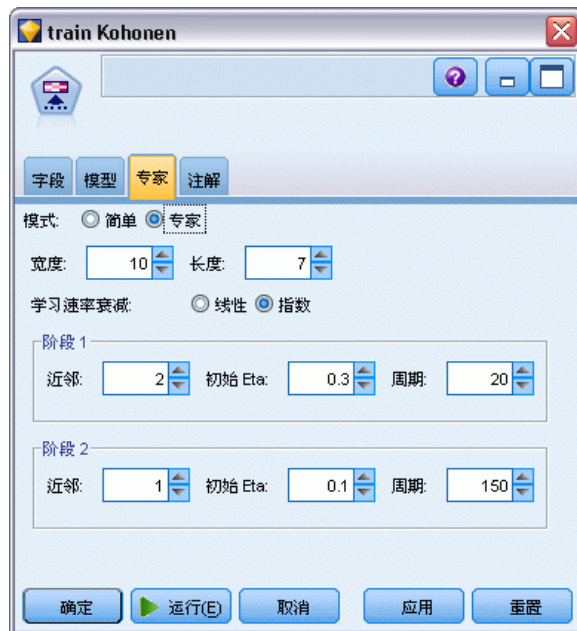 train Kohonen
字段 模型 专家 注解
模式: 简单 专家
宽度: 10 长度: 7
学习速率衰减: 线性 指数
阶段 1
近邻: 2 初始 Eta: 0.3 周期: 20
阶段 2
近邻: 1 初始 Eta: 0.1 周期: 150
确定 运行(E) 取消 应用 重置